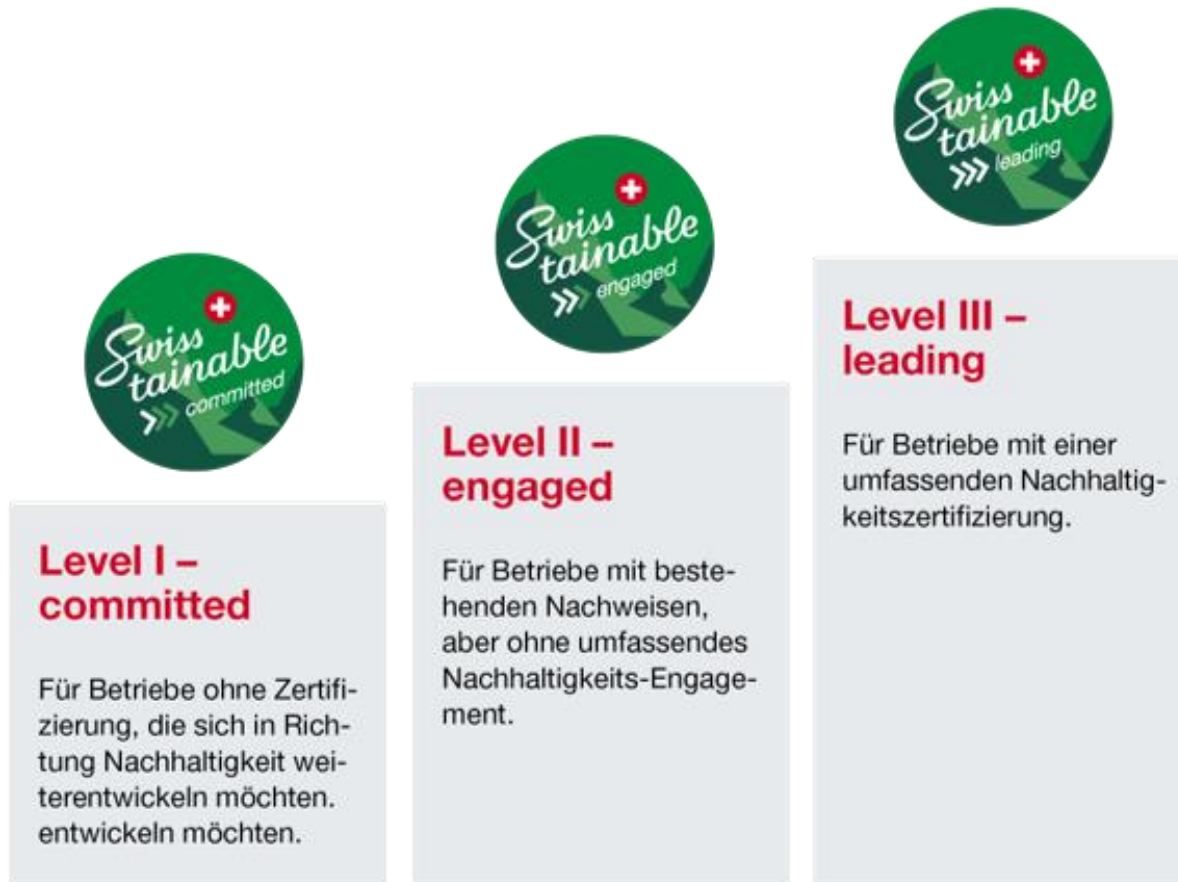 Swiss
tainable
committed
Level I –
committed
Für Betriebe ohne Zertifi-
zierung, die sich in Rich-
tung Nachhaltigkeit wei-
terentwickeln möchten.
entwickeln möchten.
Swiss
tainable
engaged
Level II –
engaged
Für Betriebe mit beste-
henden Nachweisen,
aber ohne umfassendes
Nachhaltigkeits-Engage-
ment.
Swiss
tainable
leading
Level III –
leading
Für Betriebe mit einer
umfassenden Nachhaltig-
keitszertifizierung.